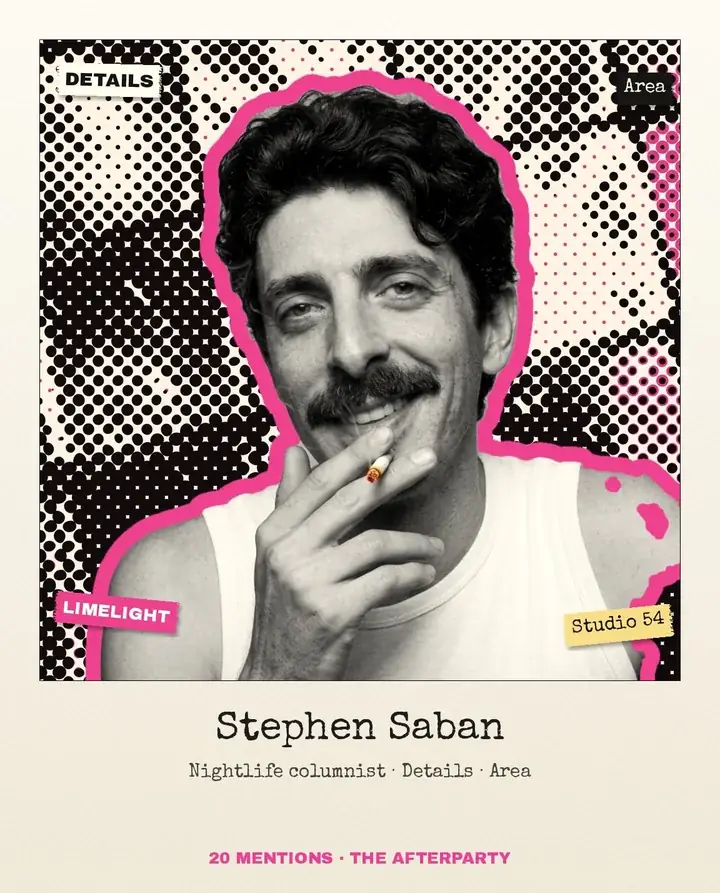 DETAILS
Area
LIMELIGHT
Studio 54
Stephen Saban
Nightlife columnist · Details · Area
20 MENTIONS · THE AFTERPARTY